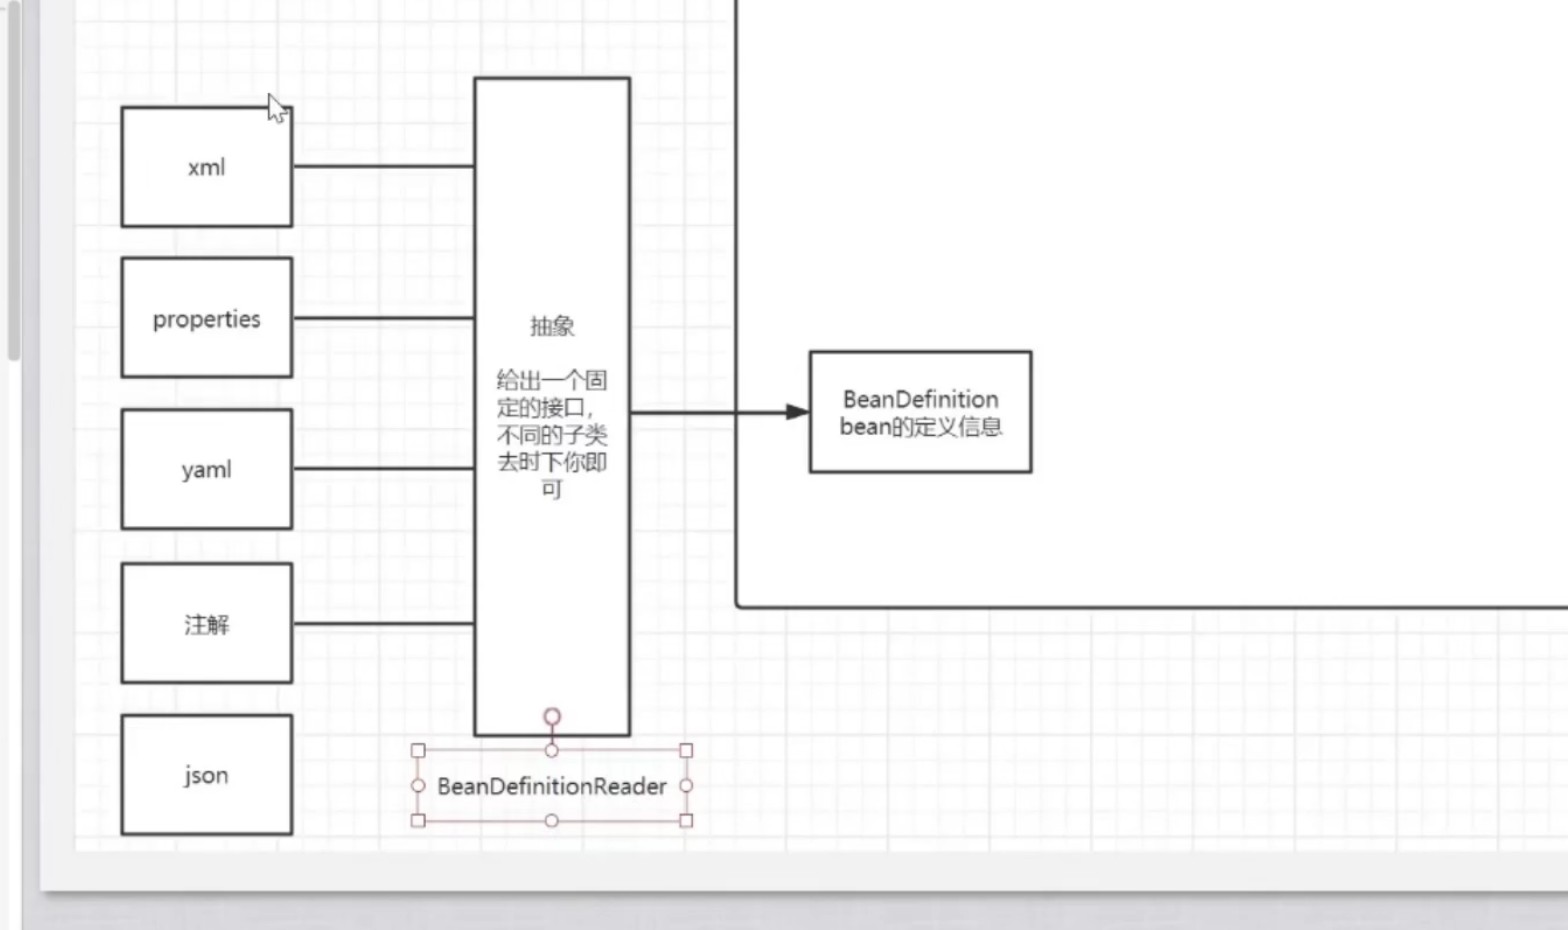 xml
properties
yaml
注解
json
抽象
给出一个固
定的接口，
不同的子类
去时下你即
可
BeanDefinitionReader
BeanDefinition
bean的定义信息